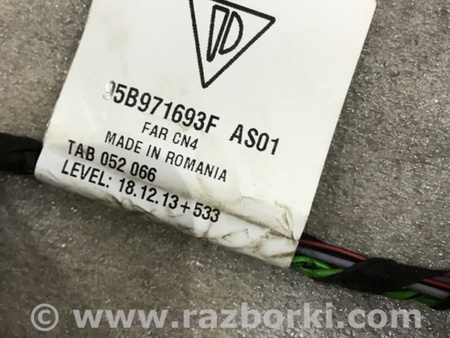 95B971693F AS01
FAR CN4
MADE IN ROMANIA
TAB 052 066
LEVEL: 18.12.13+533
© www.razborki.com